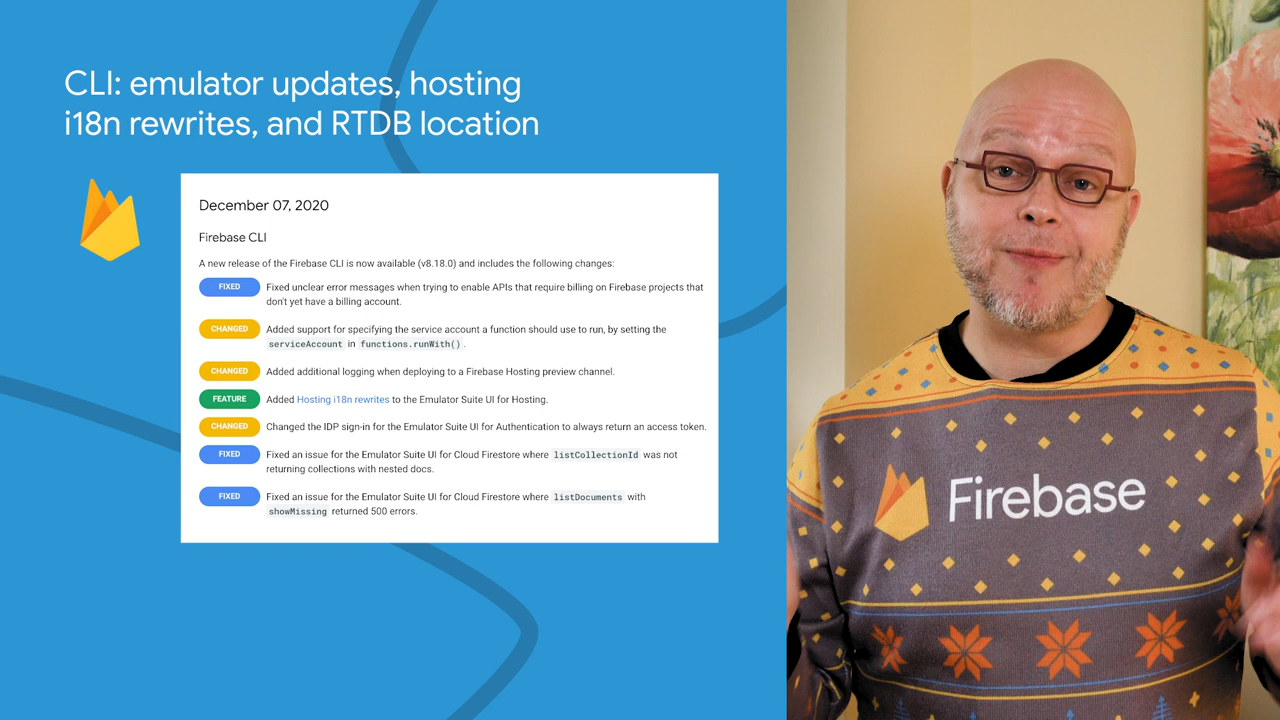 CLI: emulator updates, hosting
i18n rewrites, and RTDB location
December 07, 2020
Firebase CLI
A new release of the Firebase CLI is now available (v8.18.0) and includes the following changes:
FIXED Fixed unclear error messages when trying to enable APIs that require billing on Firebase projects that
don't yet have a billing account.
CHANGED Added support for specifying the service account a function should use to run, by setting the
serviceAccount in functions.runWith().
CHANGED Added additional logging when deploying to a Firebase Hosting preview channel.
FEATURE Added Hosting i18n rewrites to the Emulator Suite UI for Hosting.
CHANGED Changed the IDP sign-in for the Emulator Suite UI for Authentication to always return an access token.
FIXED Fixed an issue for the Emulator Suite UI for Cloud Firestore where listCollectionId was not
returning collections with nested docs.
FIXED Fixed an issue for the Emulator Suite UI for Cloud Firestore where listDocuments with
showMissing returned 500 errors.
Firebase